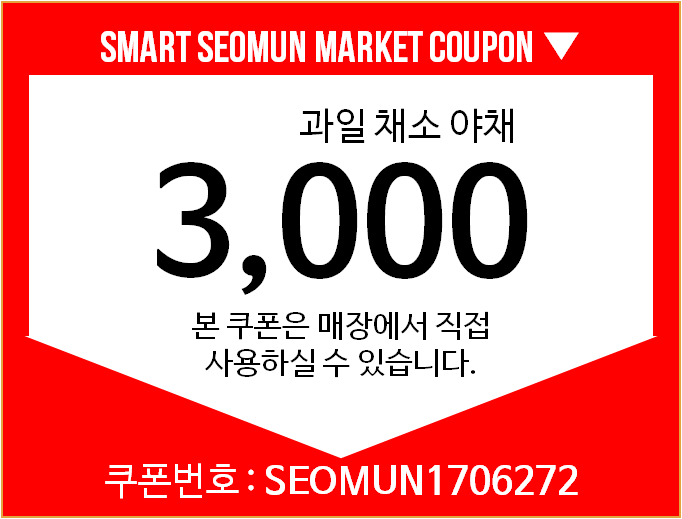 SMART SEOMUN MARKET COUPON ▼
과일 채소 야채
3,000
본 쿠폰은 매장에서 직접
사용하실 수 있습니다.
쿠폰번호 : SEOMUN1706272